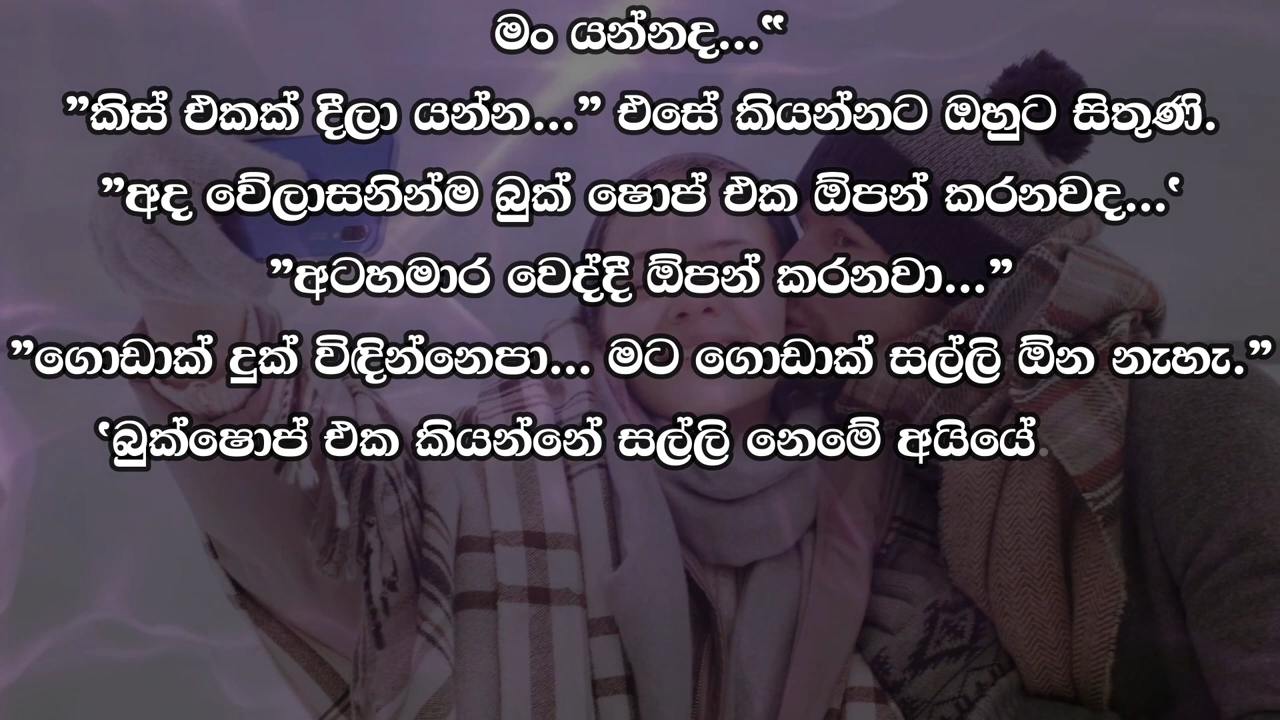 මං යන්නද...“
”කිස් එකක් දීලා යන්න...” එසේ කියන්නට ඔහුට සිතුණි.
”අද වේලාසනින්ම බුක් ෂොප් එක ඕපන් කරනවද...‘
”අටහමාර වෙද්දී ඕපන් කරනවා...”
”ගොඩාක් දුක් විඳින්නෙපා... මට ගොඩාක් සල්ලි ඕන නැහැ.”
‘බුක්ෂොප් එක කියන්නේ සල්ලි නෙමේ අයියේ.